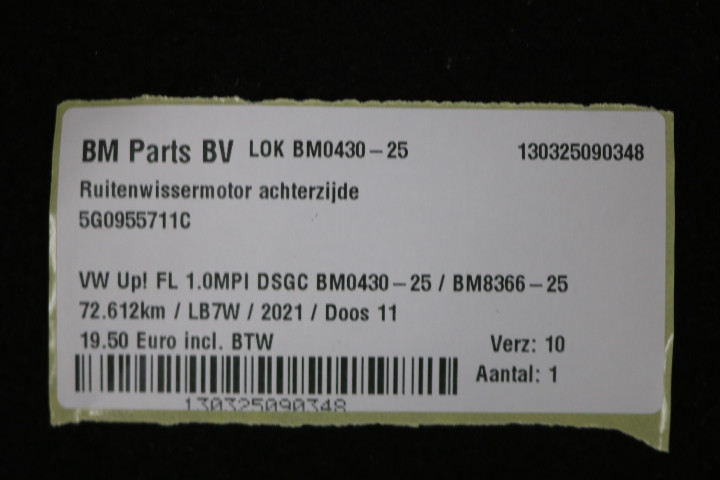 BM Parts BV LOK BM0430-25 130325090348
Ruitenwissermotor achterzijde
5G0955711C
VW Up! FL 1.0MPI DSGC BM0430-25 / BM8366-25
72.612km / LB7W / 2021 / Doos 11
19.50 Euro incl. BTW Verz: 10
Aantal: 1
130325090348